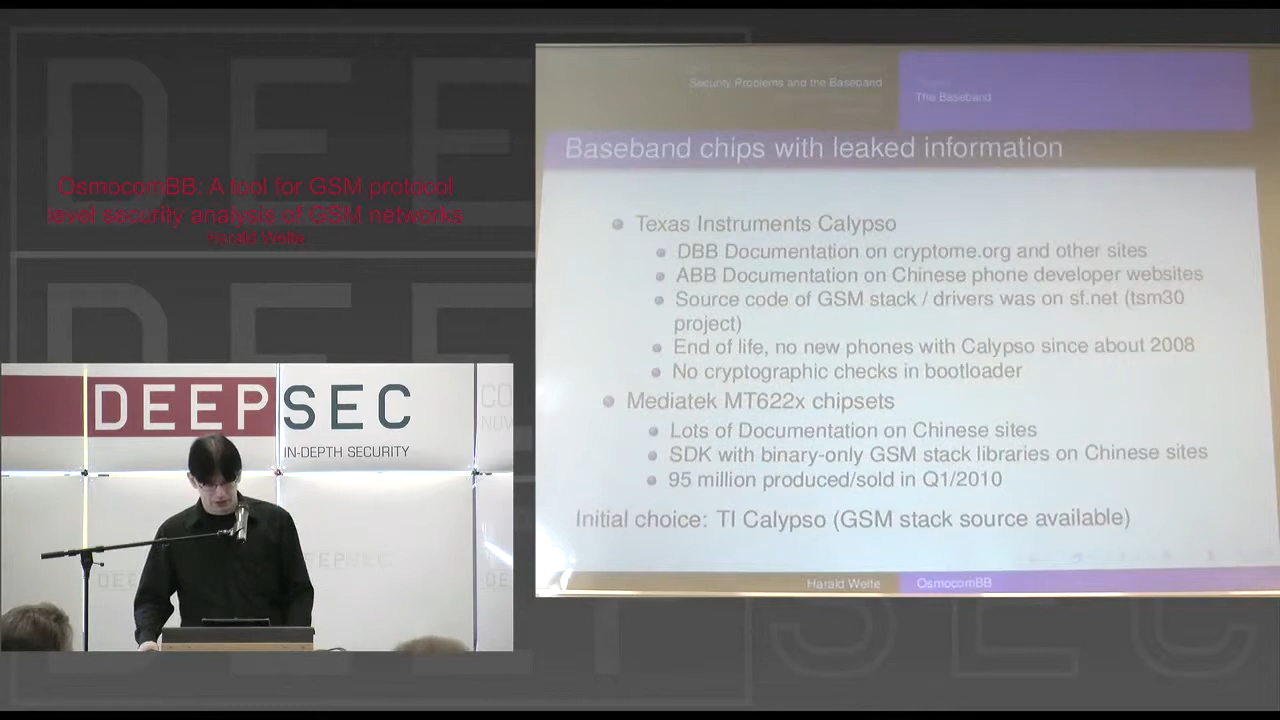 DEEP
OsmocomBB: A tool for GSM protocol
level security analysis of GSM networks
Harald Welte
DEEPSEC
IN-DEPTH SECURITY
Security Problems and the Baseband
The Baseband
Baseband chips with leaked information
Texas Instruments Calypso
DBB Documentation on cryptome.org and other sites
ABB Documentation on Chinese phone developer websites
Source code of GSM stack / drivers was on sf.net (tsm30
project)
End of life, no new phones with Calypso since about 2008
No cryptographic checks in bootloader
Mediatek MT622x chipsets
Lots of Documentation on Chinese sites
SDK with binary-only GSM stack libraries on Chinese sites
95 million produced/sold in Q1/2010
Initial choice: TI Calypso (GSM stack source available)
Harald Welte
OsmocomBB
SEC